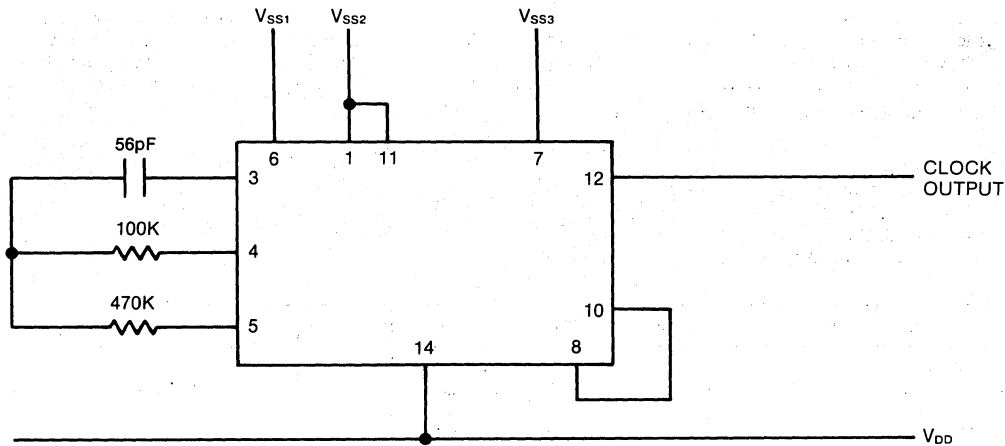 VSS1 VSS2 VSS3
56pF
6 1 11 7
3 12 CLOCK
OUTPUT
100K
4
470K
10
5
14 8
VDD